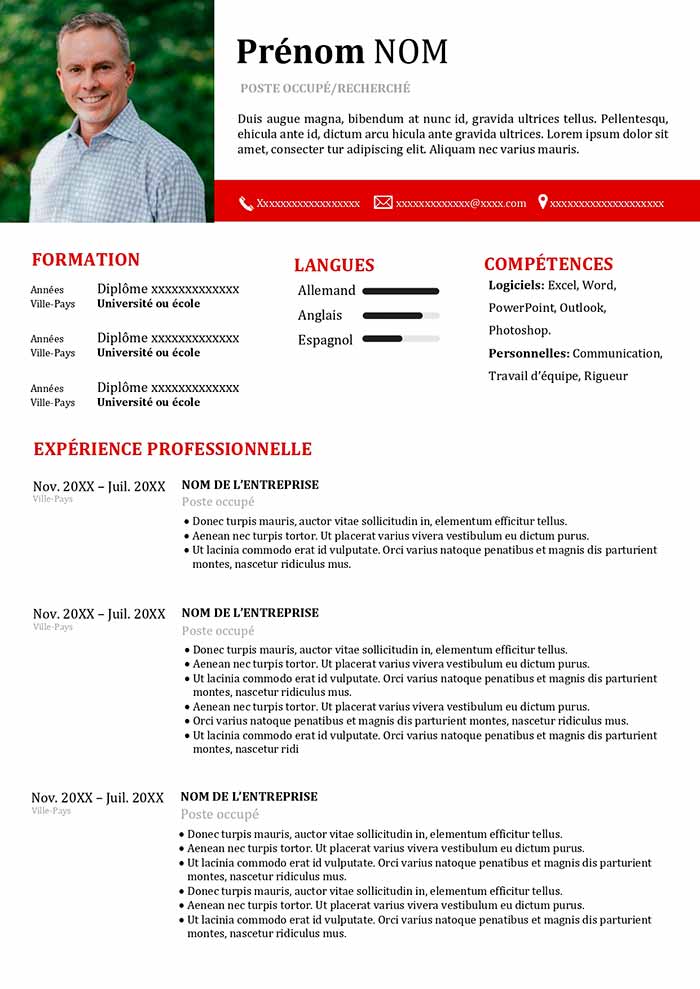 Prénom NOM
POSTE OCCUPÉ/RECHERCHÉ
Duis augue magna, bibendum at nunc id, gravida ultrices tellus. Pellentesqu,
ehicula ante id, dictum arcu hicula ante gravida ultrices. Lorem ipsum dolor sit
amet, consecter tur adipiscing elit. Aliquam nec varius mauris.
Xxxxxxxxxxxxxxxxxx xxxxxxxxxxxxx@xxxx.com xxxxxxxxxxxxxxxxxxxx
FORMATION
Années Diplôme xxxxxxxxxxxxx
Ville-Pays Université ou école
Années Diplôme xxxxxxxxxxxxx
Ville-Pays Université ou école
Années Diplôme xxxxxxxxxxxxx
Ville-Pays Université ou école
LANGUES
Allemand
Anglais
Espagnol
COMPÉTENCES
Logiciels: Excel, Word,
PowerPoint, Outlook,
Photoshop.
Personnelles: Communication,
Travail d’équipe, Rigueur
EXPÉRIENCE PROFESSIONNELLE
Nov. 20XX – Juil. 20XX NOM DE L’ENTREPRISE
Ville-Pays Poste occupé
• Donec turpis mauris, auctor vitae sollicitudin in, elementum efficitur tellus.
• Aenean nec turpis tortor. Ut placerat varius vivera vestibulum eu dictum purus.
• Ut lacinia commodo erat id vulputate. Orci varius natoque penatibus et magnis dis parturient
montes, nascetur ridiculus mus.
Nov. 20XX – Juil. 20XX NOM DE L’ENTREPRISE
Ville-Pays Poste occupé
• Donec turpis mauris, auctor vitae sollicitudin in, elementum efficitur tellus.
• Aenean nec turpis tortor. Ut placerat varius vivera vestibulum eu dictum purus.
• Ut lacinia commodo erat id vulputate. Orci varius natoque penatibus et magnis dis parturient
montes, nascetur ridiculus mus.
• Aenean nec turpis tortor. Ut placerat varius vivera vestibulum eu dictum purus.
• Orci varius natoque penatibus et magnis dis parturient montes, nascetur ridiculus mus.
• Ut lacinia commodo erat id vulputate. Orci varius natoque penatibus et magnis dis parturient
montes, nascetur ridi
Nov. 20XX – Juil. 20XX NOM DE L’ENTREPRISE
Ville-Pays Poste occupé
• Donec turpis mauris, auctor vitae sollicitudin in, elementum efficitur tellus.
• Aenean nec turpis tortor. Ut placerat varius vivera vestibulum eu dictum purus.
• Ut lacinia commodo erat id vulputate. Orci varius natoque penatibus et magnis dis parturient
montes, nascetur ridiculus mus.
• Donec turpis mauris, auctor vitae sollicitudin in, elementum efficitur tellus.
• Aenean nec turpis tortor. Ut placerat varius vivera vestibulum eu dictum purus.
• Ut lacinia commodo erat id vulputate. Orci varius natoque penatibus et magnis dis parturient
montes, nascetur ridiculus mus.